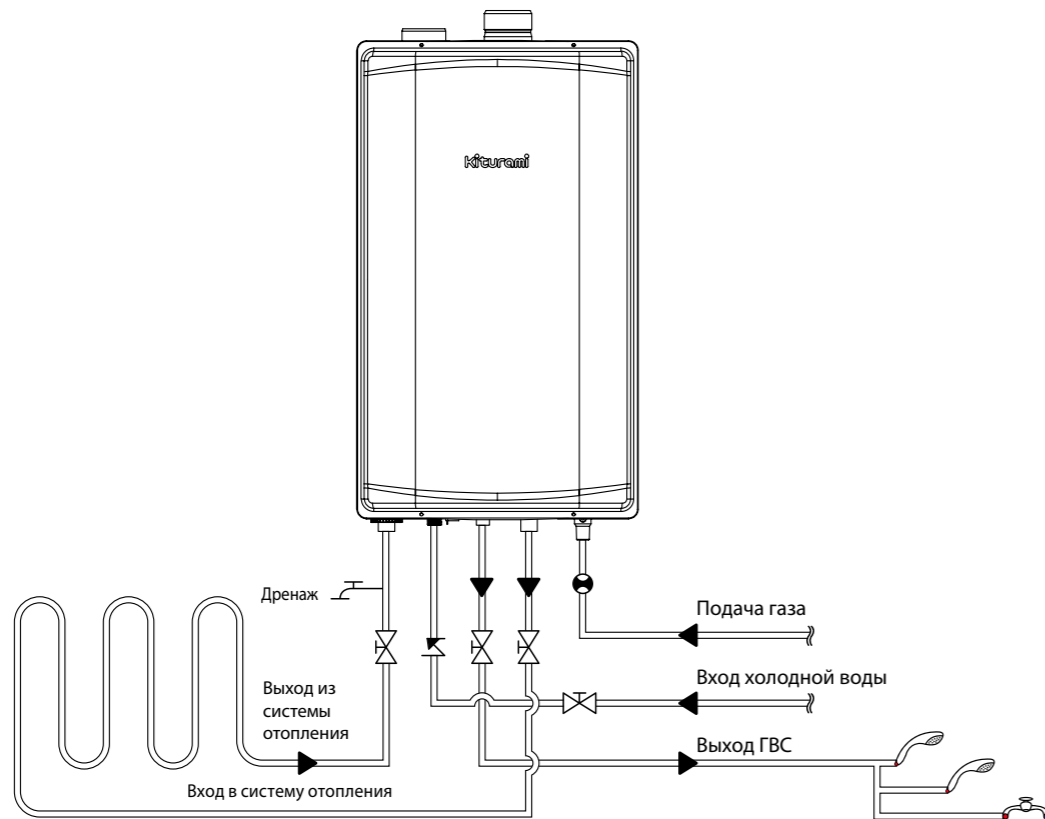 Kiturami
Дренаж
Подача газа
Вход холодной воды
Выход из
системы
отопления
Выход ГВС
Вход в систему отопления